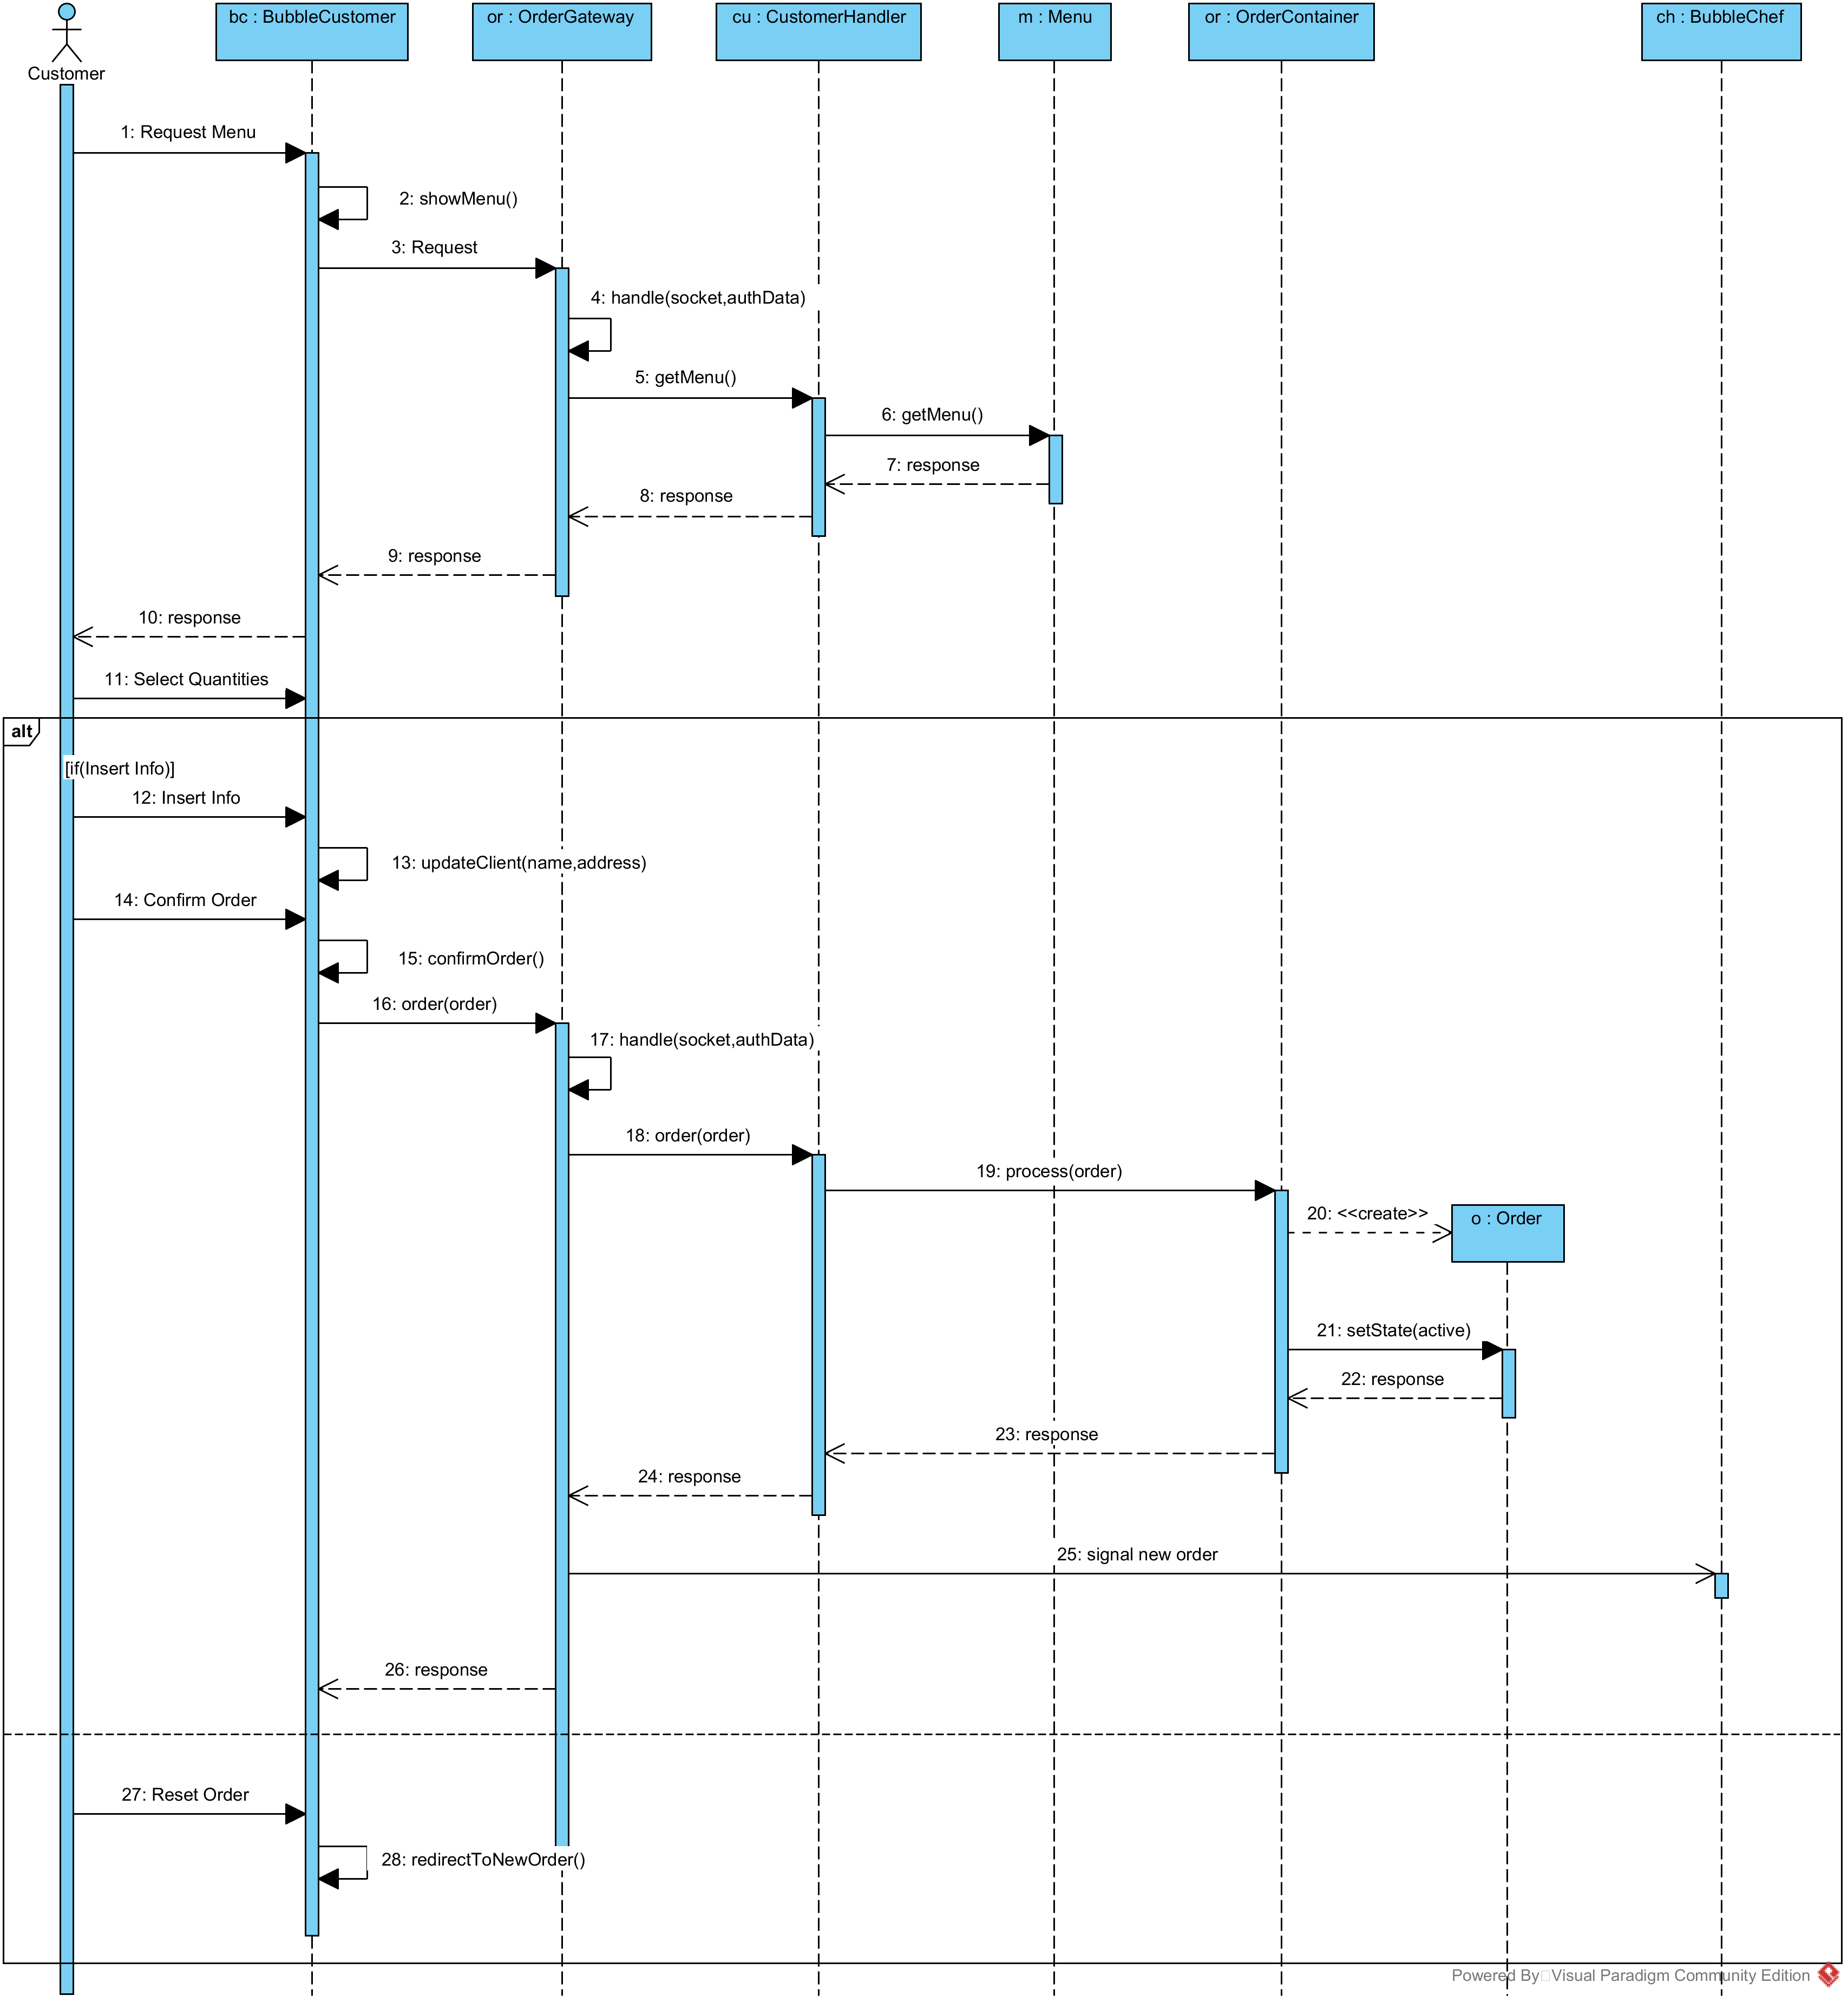 Customer
bc : BubbleCustomer
or : OrderGateway
cu : CustomerHandler
m : Menu
or : OrderContainer
ch : BubbleChef
1: Request Menu
2: showMenu()
3: Request
4: handle(socket,authData)
5: getMenu()
6: getMenu()
7: response
8: response
9: response
10: response
11: Select Quantities
alt
[if(Insert Info)]
12: Insert Info
13: updateClient(name,address)
14: Confirm Order
15: confirmOrder()
16: order(order)
17: handle(socket,authData)
18: order(order)
19: process(order)
20: <<create>>
o : Order
21: setState(active)
22: response
23: response
24: response
25: signal new order
26: response
27: Reset Order
28: redirectToNewOrder()
Powered By Visual Paradigm Community Edition